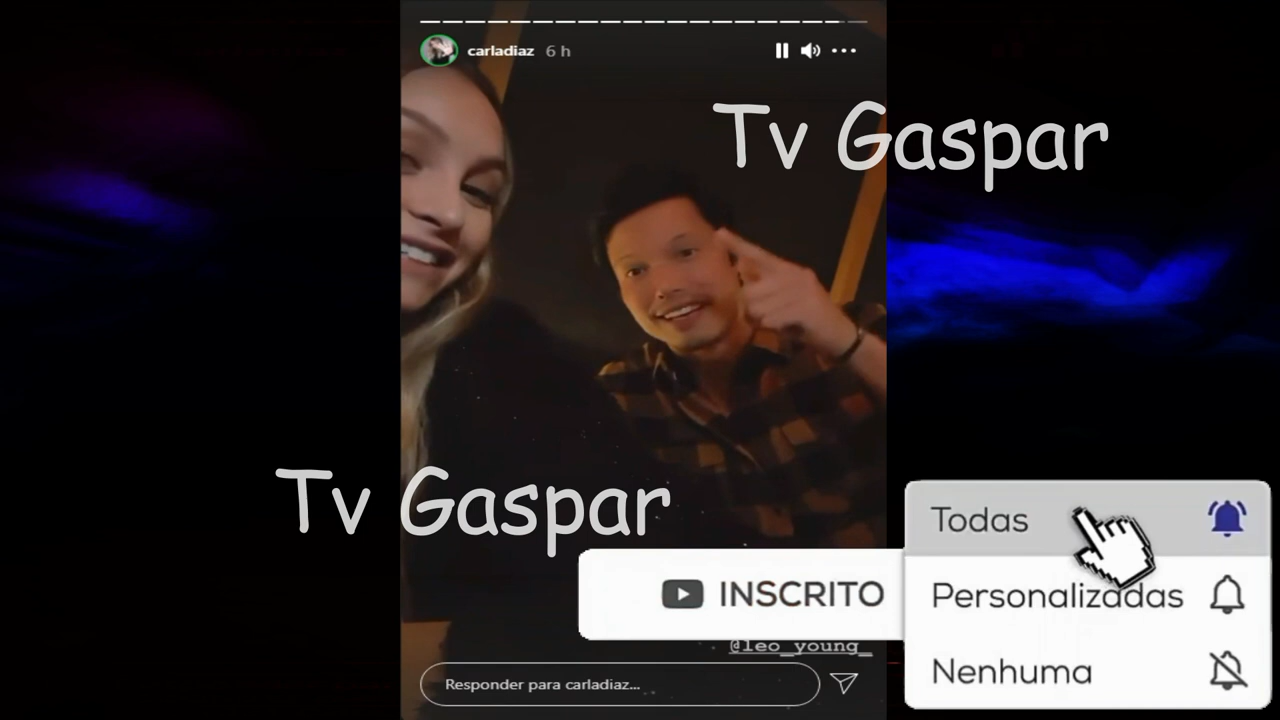 carladiaz 6 h
Tv Gaspar
Tv Gaspar
Todas
INSCRITO
Personalizadas
@leo_young_
Nenhuma
Responder para carladiaz...